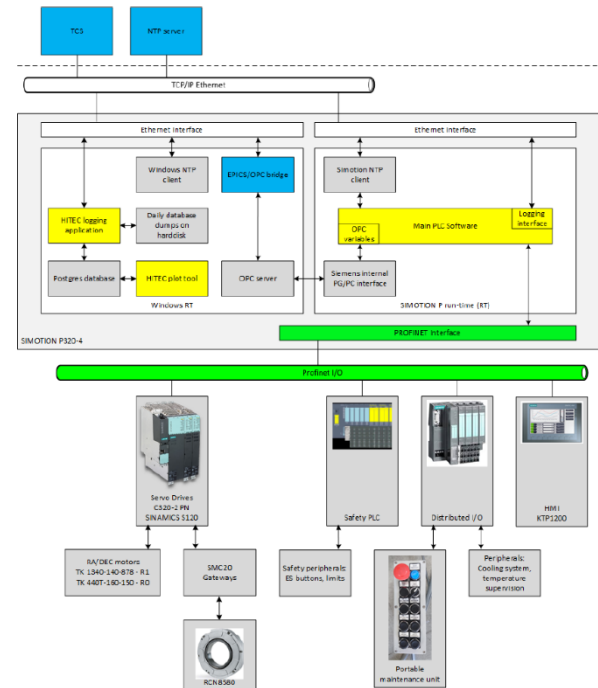 TCS
NTP server
TCP/IP Ethernet
Ethernet interface
Ethernet interface
Windows NTP
client
EPICS/OPC bridge
Simotion NTP
client
HITEC logging
application
Daily database
dumps on
harddisk
OPC
variables
Main PLC Software
Logging
interface
Postgres database
HITEC plot tool
OPC server
Siemens internal
PG/PC interface
Windows RT
SIMOTION P run-time (RT)
PROFINET Interface
SIMOTION P320-4
Profinet I/O
Servo Drives
C320-2 PN
SINAMICS S120
Safety PLC
Distributed I/O
HMI
KTP1200
RA/DEC motors
TK 1340-140-878 - R1
TK 440T-160-150 - R0
SMC20
Gateways
Safety peripherals:
ES buttons, limits
Peripherals:
Cooling system,
temperature
supervision
RCN8580
Portable
maintenance unit